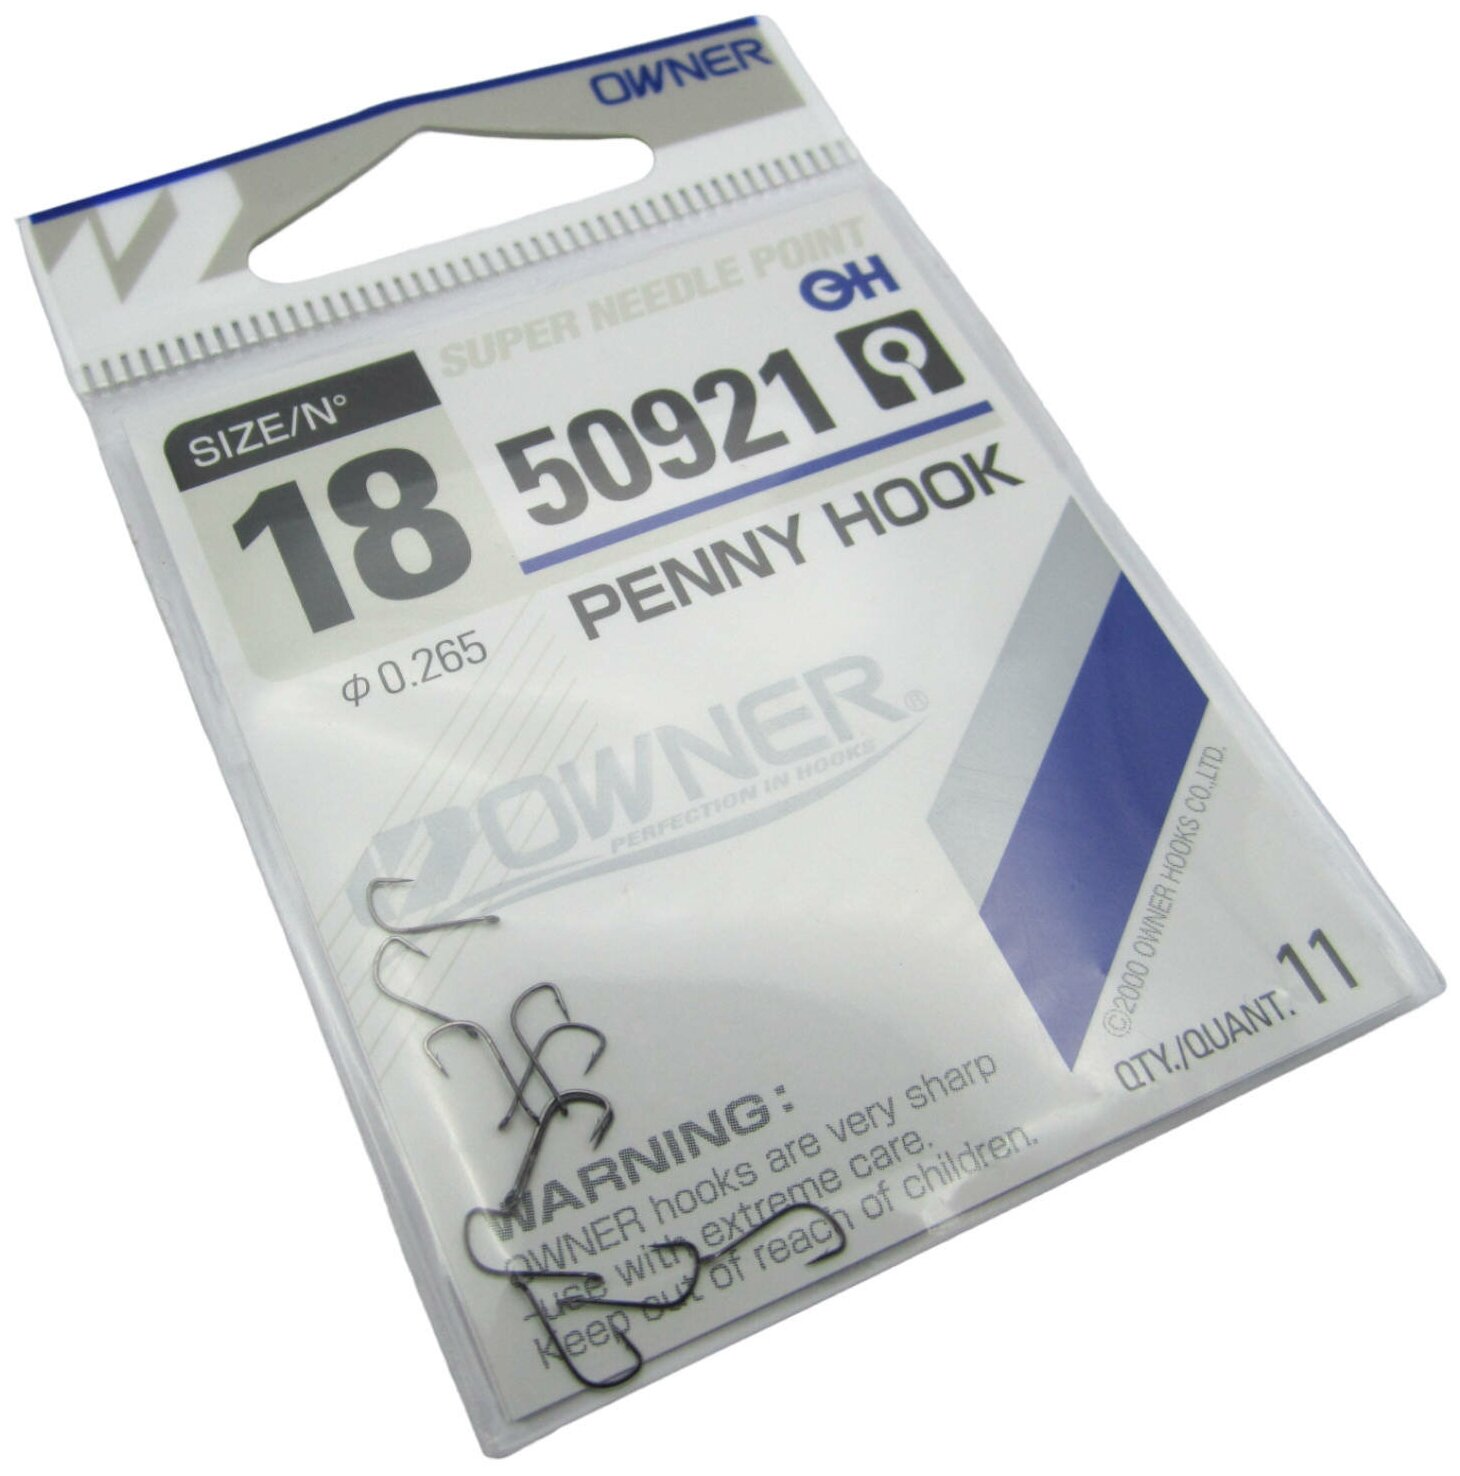 OWNER
SUPER NEEDLE POINT
OH
SIZE/N°
18
50921
PENNY HOOK
φ 0.265
OWNER®
PERFECTION IN HOOKS
©2000 OWNER HOOKS CO.,LTD.
QTY./QUANT. 11
WARNING:
OWNER hooks are very sharp
-use with extreme care.
Keep out of reach of children.